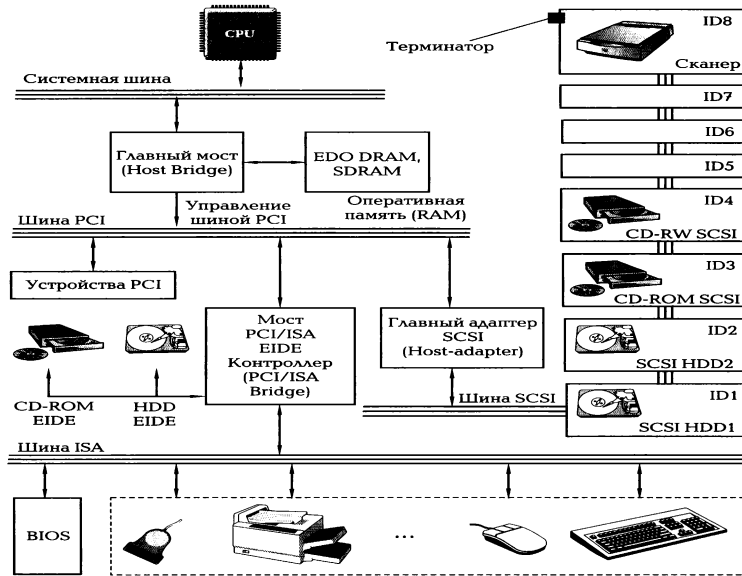 CPU
Терминатор
ID8
Сканер
Системная шина
ID7
ID6
ID5
Главный мост
(Host Bridge)
EDO DRAM,
SDRAM
Управление
шиной PCI
Оперативная
память (RAM)
Шина PCI
ID4
CD-RW SCSI
Устройства PCI
ID3
CD-ROM SCSI
Мост
PCI/ISA
EIDE
Контроллер
(PCI/ISA
Bridge)
Главный адаптер
SCSI
(Host-adapter)
ID2
SCSI HDD2
CD-ROM
EIDE
HDD
EIDE
Шина SCSI
ID1
SCSI HDD1
Шина ISA
BIOS
...